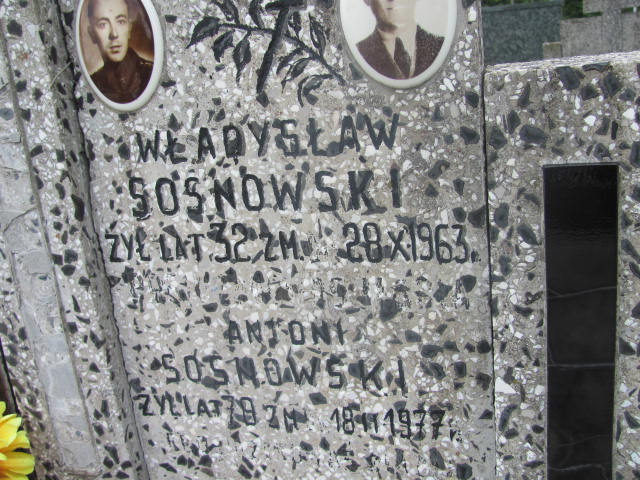 WŁADYSŁAW
SOSNOWSKI
ŻYŁ LAT 32 ZM. 28 X 1963.
ANTONI
SOSNOWSKI
ŻYŁ LAT 78 ZM. 18 II 1977